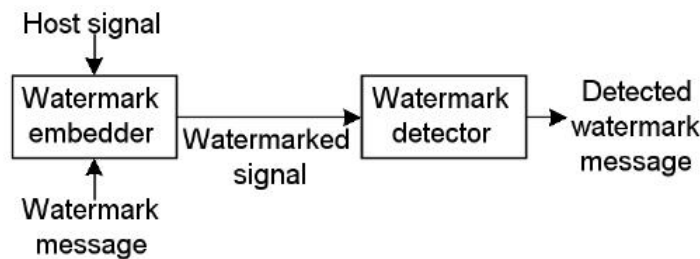 Host signal
Watermark
embedder
Watermark
message
Watermarked
signal
Watermark
detector
Detected
watermark
message